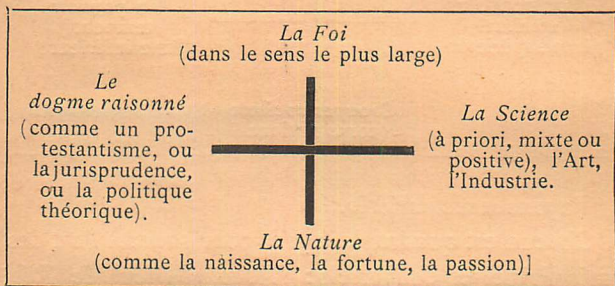 La Foi
(dans le sens le plus large)
Le
dogme raisonné
(comme un pro-
testantisme, ou
la jurisprudence,
ou la politique
théorique).
La Science
(à priori, mixte ou
positive), l'Art,
l'Industrie.
La Nature
(comme la naissance, la fortune, la passion)]